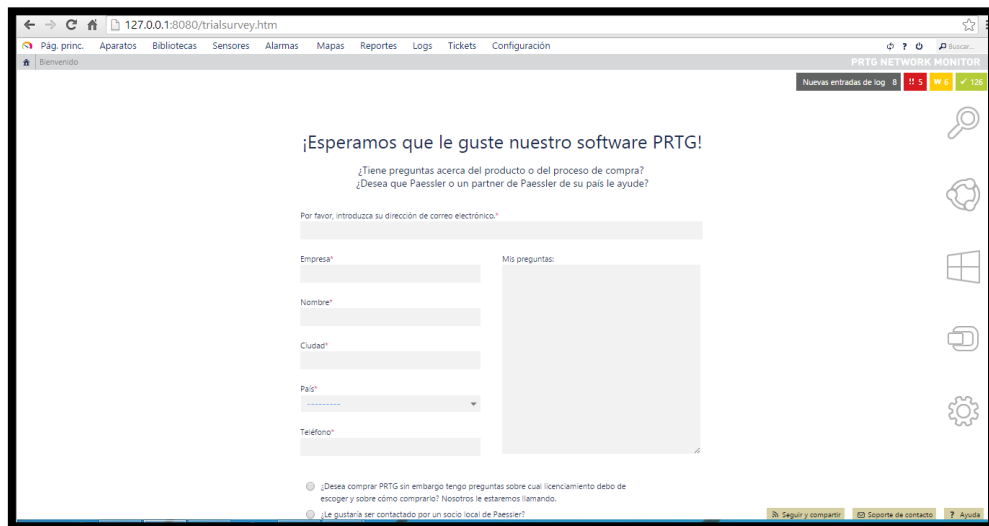 127.0.0.1:8080/trialsurvey.htm
Pág. princ. Aparatos Bibliotecas Sensores Alarmas Mapas Reportes Logs Tickets Configuración ? Buscar...
Bienvenido PRTG NETWORK MONITOR
Nuevas entradas de log 8 !! 5 W 6 ✓ 126
¡Esperamos que le guste nuestro software PRTG!
¿Tiene preguntas acerca del producto o del proceso de compra?
¿Desea que Paessler o un partner de Paessler de su país le ayude?
Por favor, introduzca su dirección de correo electrónico.*
Empresa* Mis preguntas:
Nombre*
Ciudad*
País*
---------
Teléfono*
¿Desea comprar PRTG sin embargo tengo preguntas sobre cual licenciamiento debo de
escoger y sobre cómo comprarlo? Nosotros le estaremos llamando.
¿Le gustaría ser contactado por un socio local de Paessler?
Seguir y compartir Soporte de contacto ? Ayuda